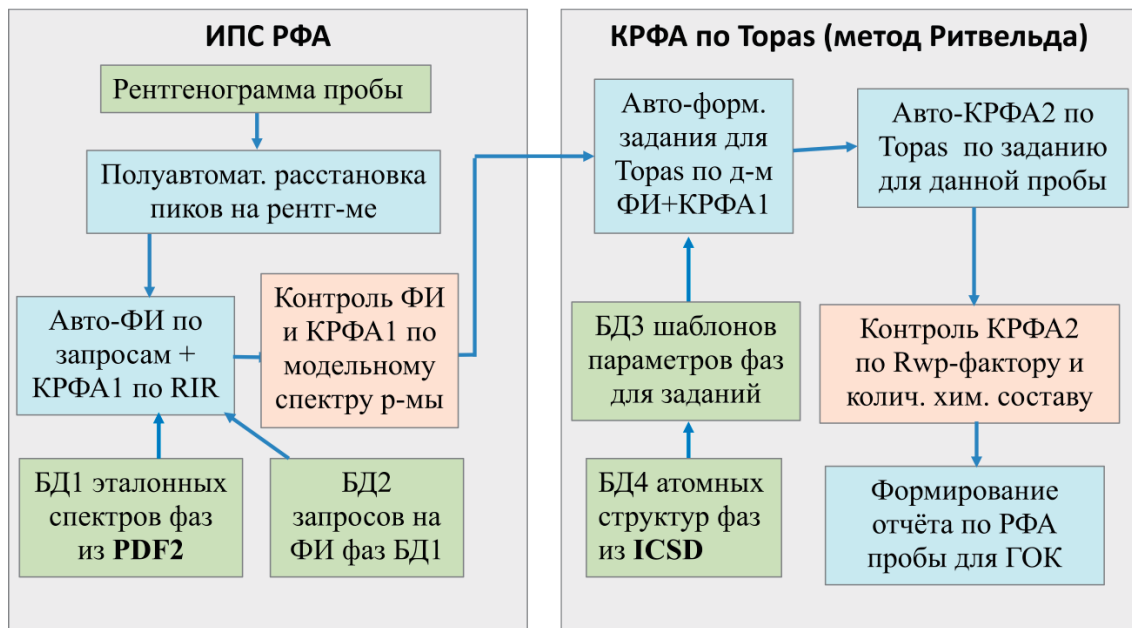 ИПС РФА
Рентгенограмма пробы
Полуавтомат. расстановка
пиков на рентг-ме
Авто-ФИ по
запросам +
КРФА1 по RIR
Контроль ФИ
и КРФА1 по
модельному
спектру р-мы
БД1 эталонных
спектров фаз
из PDF2
БД2
запросов на
ФИ фаз БД1
КРФА по Topas (метод Ритвельда)
Авто-форм.
задания для
Topas по д-м
ФИ+КРФА1
Авто-КРФА2 по
Topas по заданию
для данной пробы
БД3 шаблонов
параметров фаз
для заданий
Контроль КРФА2
по Rwp-фактору и
колич. хим. составу
БД4 атомных
структур фаз
из ICSD
Формирование
отчёта по РФА
пробы для ГОК